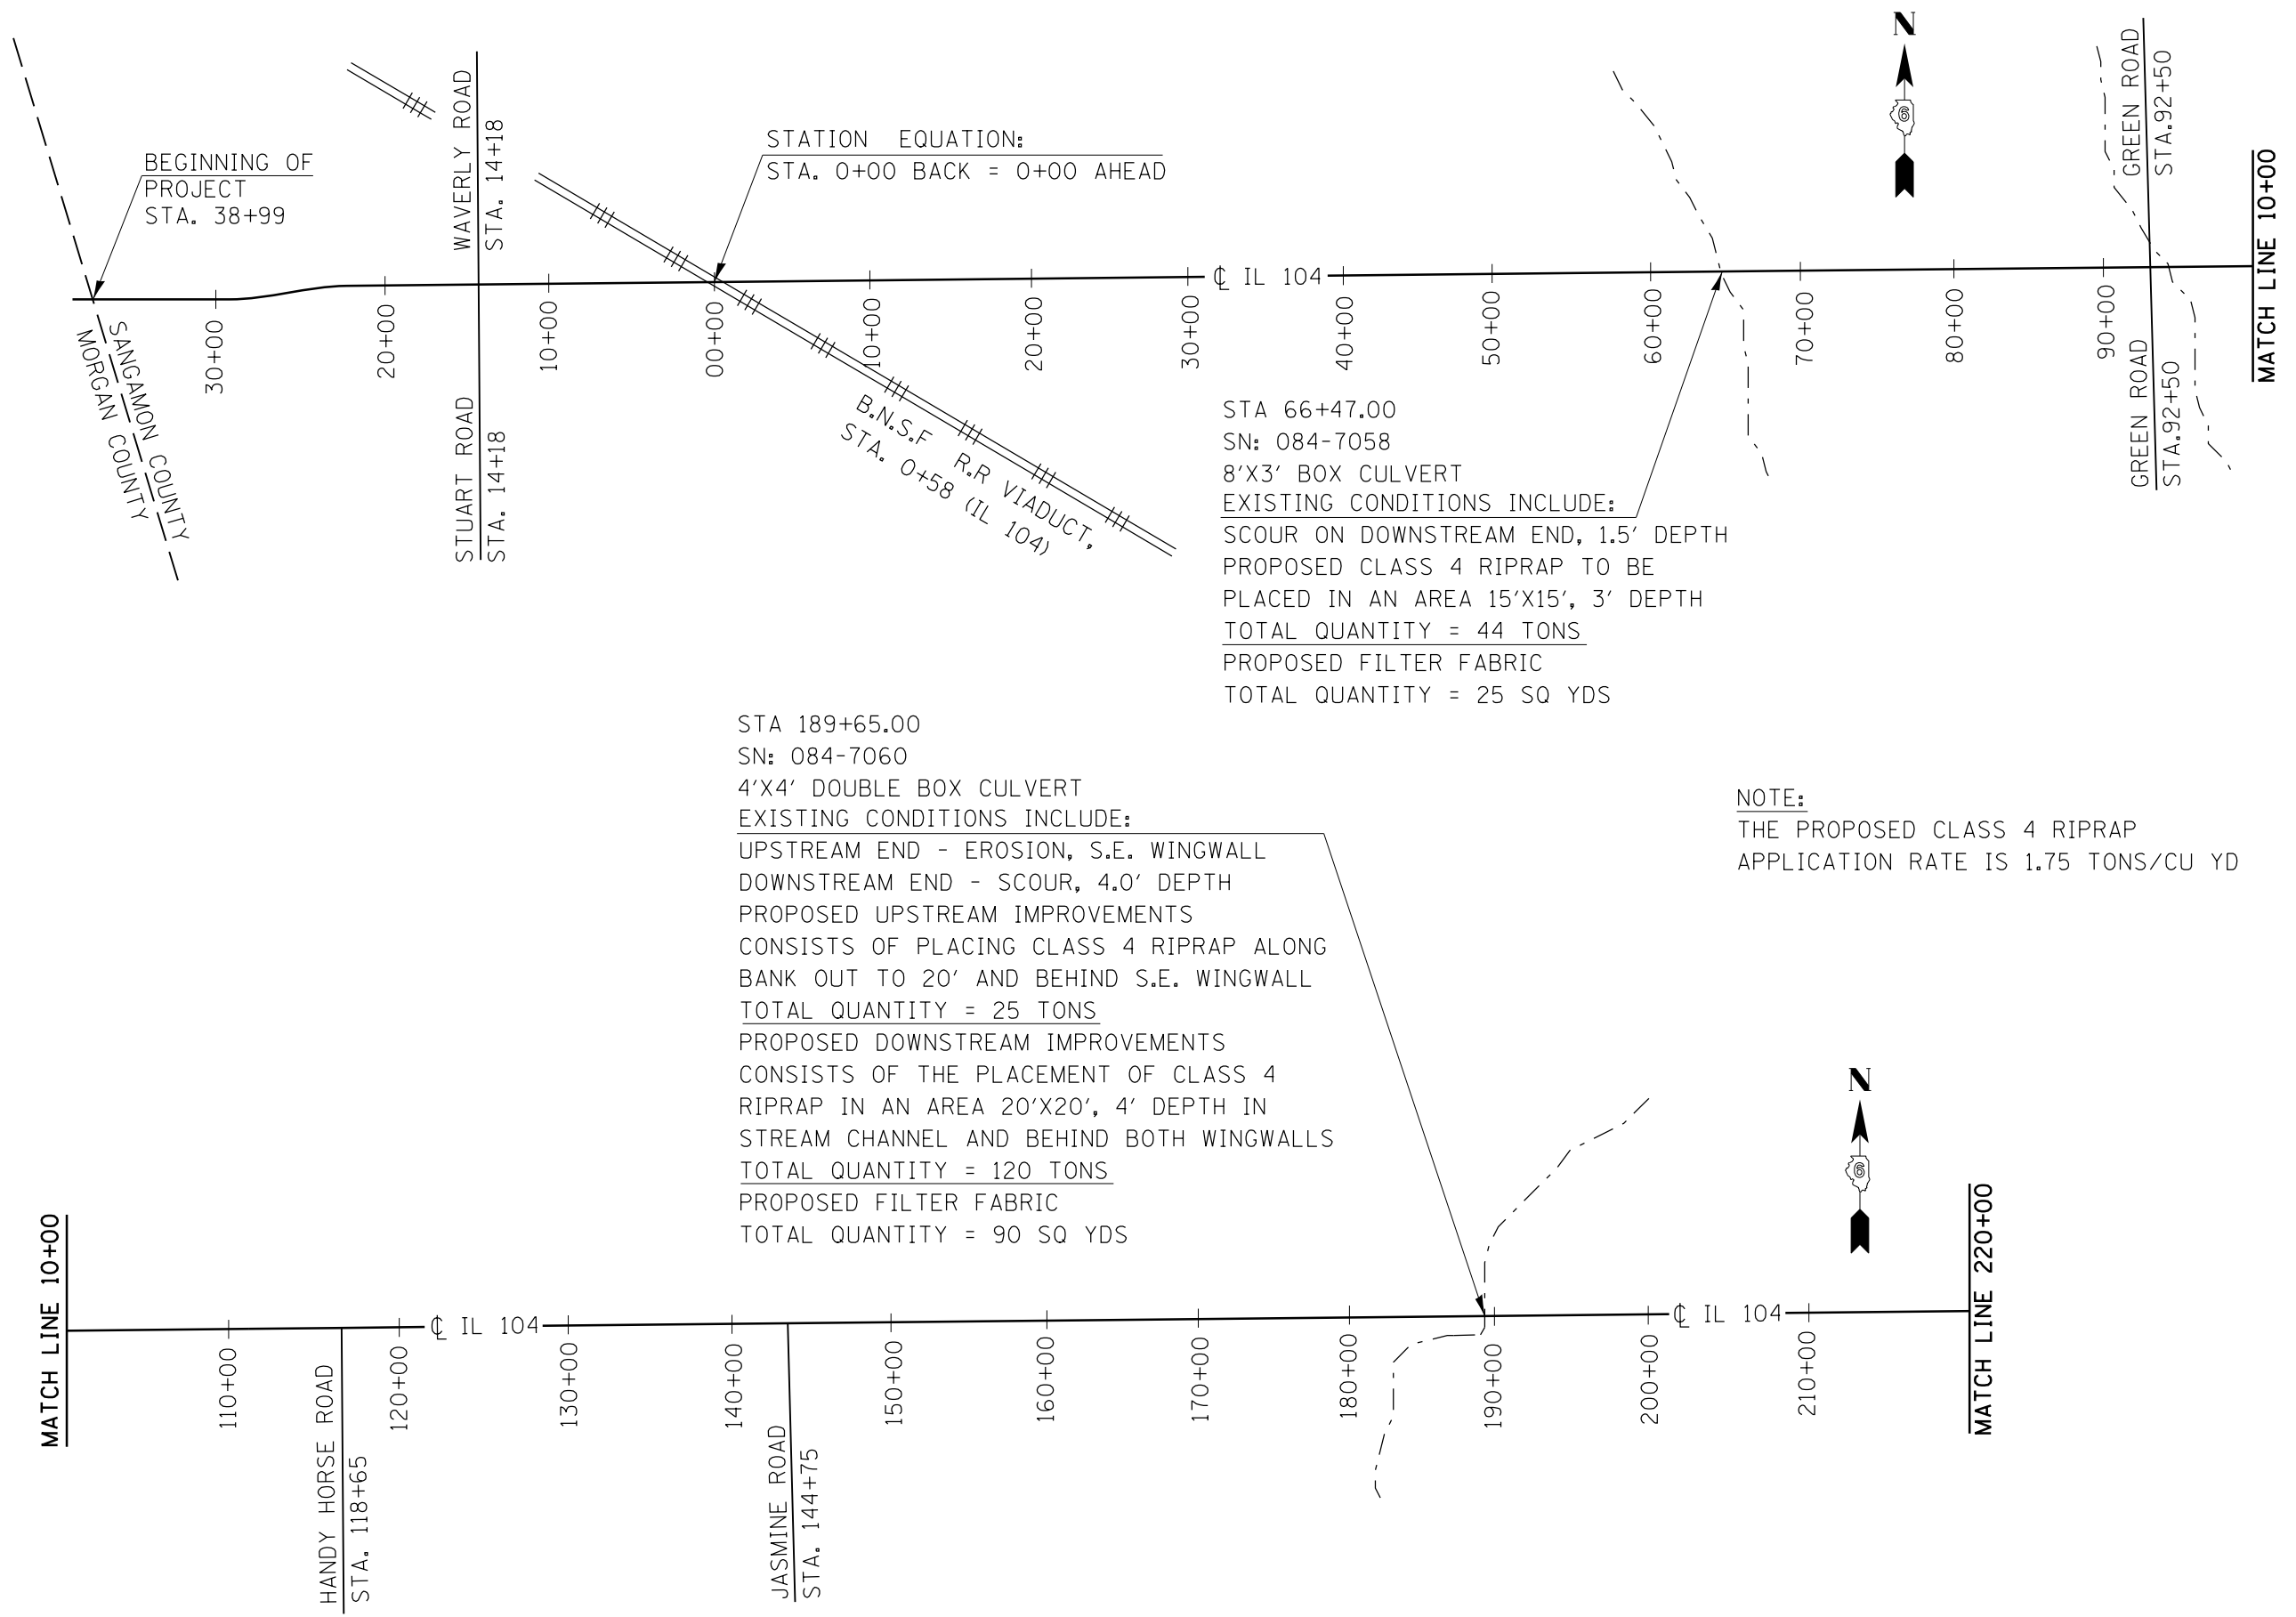 BEGINNING OF
PROJECT
STA. 38+99
WAVERLY ROAD
STA. 14+18
STATION EQUATION:
STA. 0+00 BACK = 0+00 AHEAD
N
6
GREEN ROAD
STA.92+50
MATCH LINE 10+00
℄ IL 104
SANGAMON COUNTY
MORGAN COUNTY
30+00
20+00
10+00
00+00
10+00
20+00
30+00
40+00
50+00
60+00
70+00
80+00
90+00
STUART ROAD
STA. 14+18
B.N.S.F R.R VIADUCT,
STA. 0+58 (IL 104)
GREEN ROAD
STA.92+50
STA 66+47.00
SN: 084-7058
8'X3' BOX CULVERT
EXISTING CONDITIONS INCLUDE:
SCOUR ON DOWNSTREAM END, 1.5' DEPTH
PROPOSED CLASS 4 RIPRAP TO BE
PLACED IN AN AREA 15'X15', 3' DEPTH
TOTAL QUANTITY = 44 TONS
PROPOSED FILTER FABRIC
TOTAL QUANTITY = 25 SQ YDS
STA 189+65.00
SN: 084-7060
4'X4' DOUBLE BOX CULVERT
EXISTING CONDITIONS INCLUDE:
UPSTREAM END - EROSION, S.E. WINGWALL
DOWNSTREAM END - SCOUR, 4.0' DEPTH
PROPOSED UPSTREAM IMPROVEMENTS
CONSISTS OF PLACING CLASS 4 RIPRAP ALONG
BANK OUT TO 20' AND BEHIND S.E. WINGWALL
TOTAL QUANTITY = 25 TONS
PROPOSED DOWNSTREAM IMPROVEMENTS
CONSISTS OF THE PLACEMENT OF CLASS 4
RIPRAP IN AN AREA 20'X20', 4' DEPTH IN
STREAM CHANNEL AND BEHIND BOTH WINGWALLS
TOTAL QUANTITY = 120 TONS
PROPOSED FILTER FABRIC
TOTAL QUANTITY = 90 SQ YDS
NOTE:
THE PROPOSED CLASS 4 RIPRAP
APPLICATION RATE IS 1.75 TONS/CU YD
N
6
MATCH LINE 10+00
℄ IL 104
℄ IL 104
MATCH LINE 220+00
110+00
120+00
130+00
140+00
150+00
160+00
170+00
180+00
190+00
200+00
210+00
HANDY HORSE ROAD
STA. 118+65
JASMINE ROAD
STA. 144+75